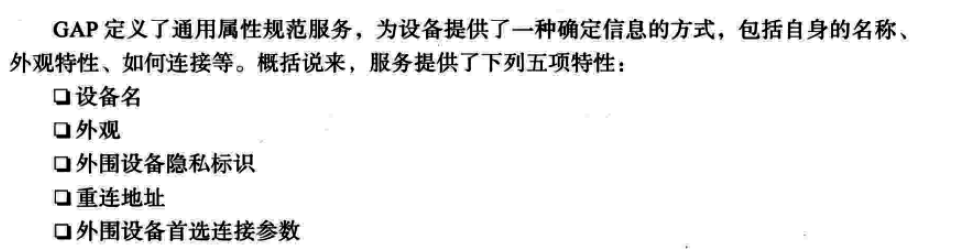 GAP 定义了通用属性规范服务，为设备提供了一种确定信息的方式，包括自身的名称、
外观特性、如何连接等。概括说来，服务提供了下列五项特性：
❑设备名
❑外观
❑外围设备隐私标识
❑重连地址
❑外围设备首选连接参数